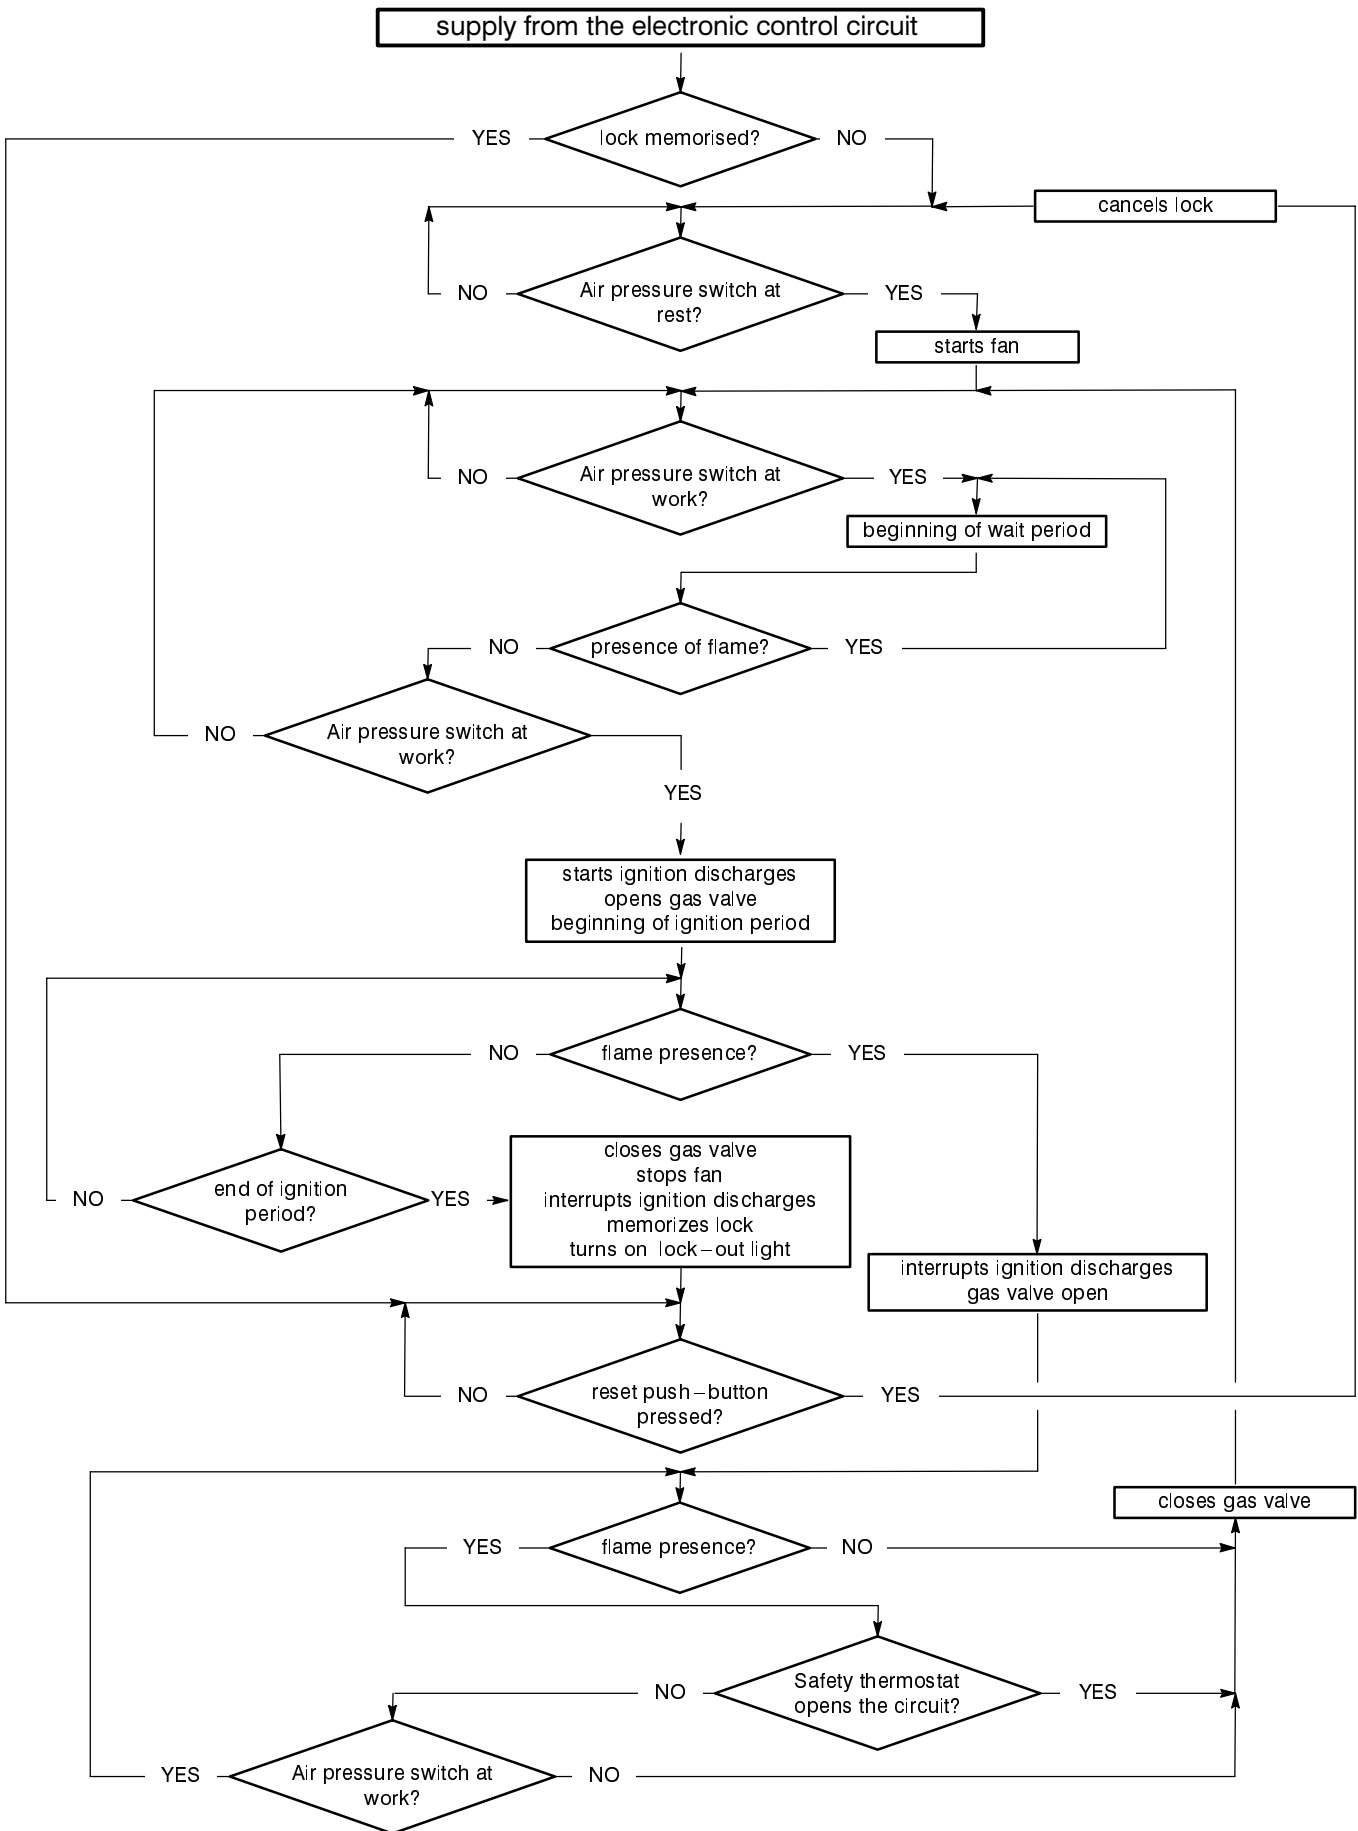 supply from the electronic control circuit
YES
lock memorised?
NO
cancels lock
NO
Air pressure switch at
rest?
YES
starts fan
NO
Air pressure switch at
work?
YES
beginning of wait period
NO
presence of flame?
YES
NO
Air pressure switch at
work?
YES
starts ignition discharges
opens gas valve
beginning of ignition period
NO
flame presence?
YES
NO
end of ignition
period?
YES
closes gas valve
stops fan
interrupts ignition discharges
memorizes lock
turns on lock-out light
interrupts ignition discharges
gas valve open
NO
reset push-button
pressed?
YES
closes gas valve
YES
flame presence?
NO
NO
Safety thermostat
opens the circuit?
YES
YES
Air pressure switch at
work?
NO